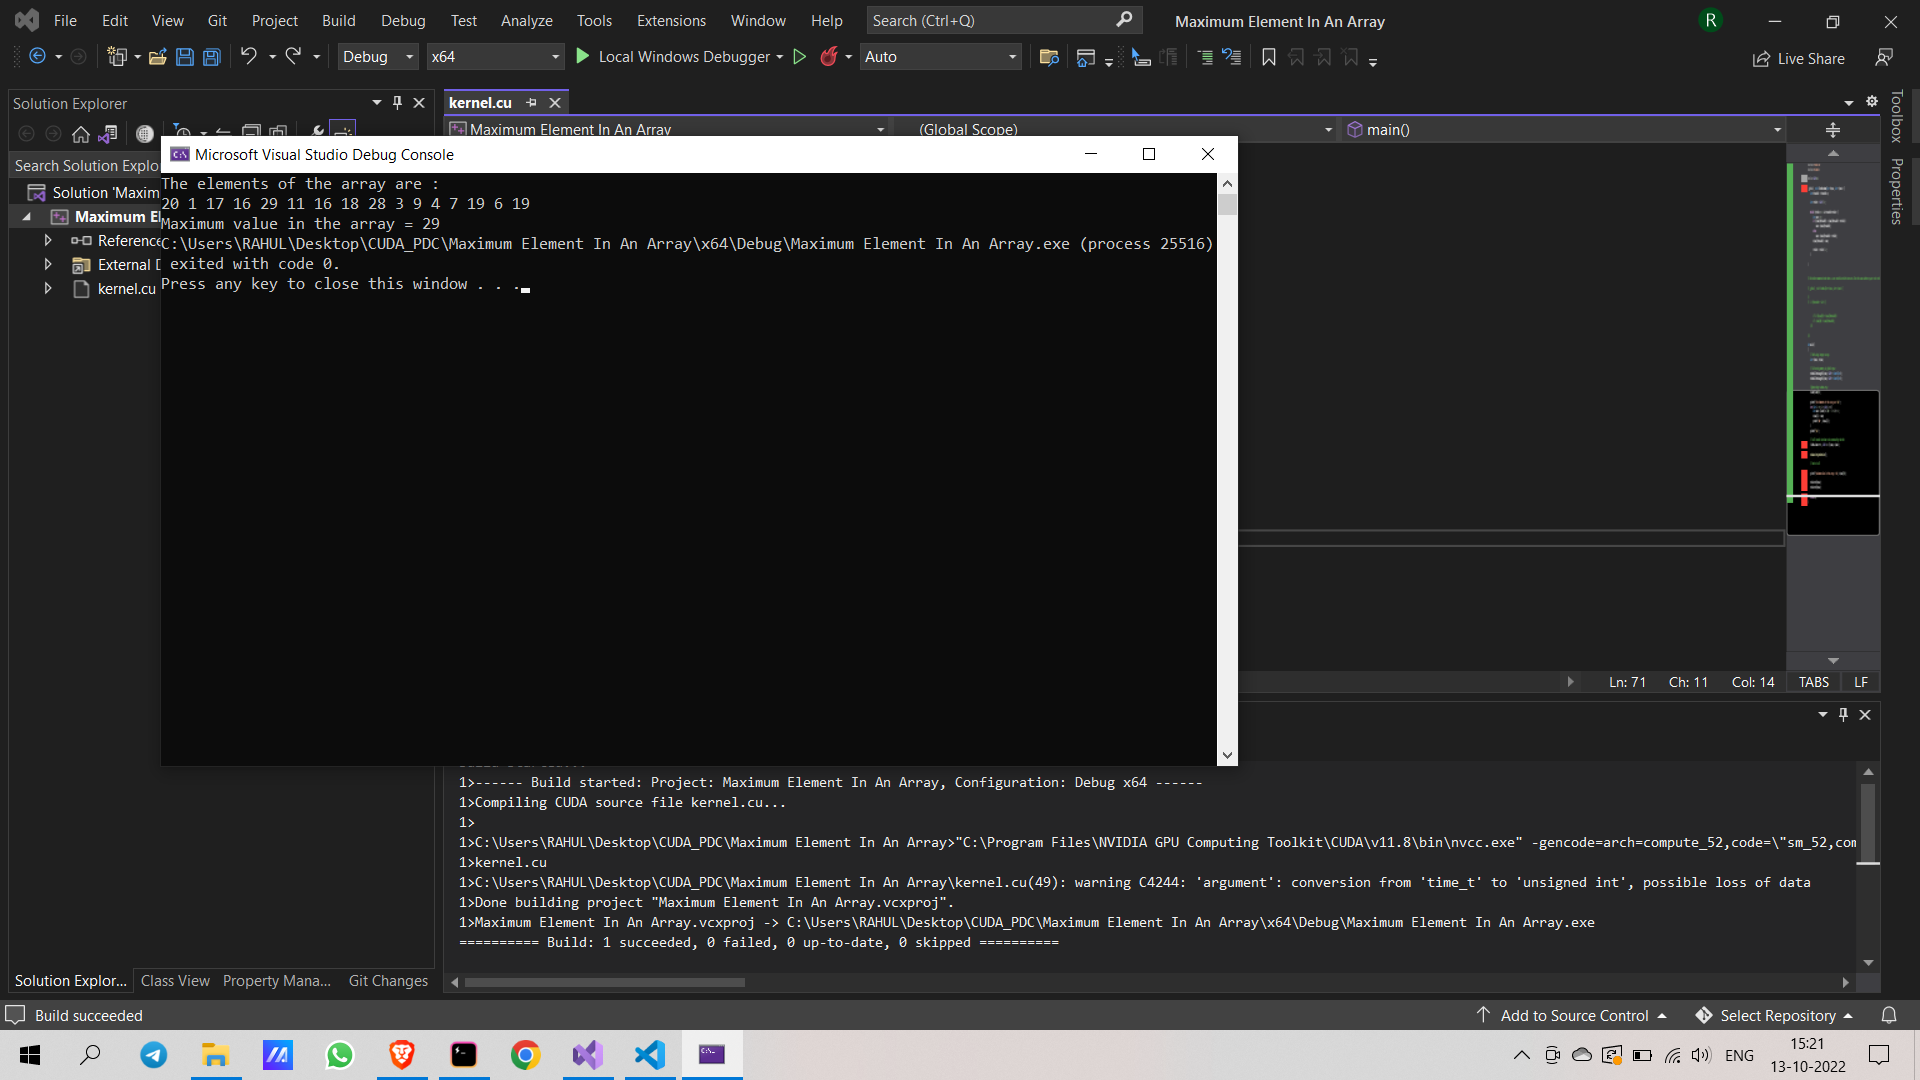 File Edit View Git Project Build Debug Test Analyze Tools Extensions Window Help Search (Ctrl+Q) Maximum Element In An Array R
Debug x64 Local Windows Debugger Auto Live Share
Solution Explorer
kernel.cu
Toolbox
Properties
Maximum Element In An Array (Global Scope) main()
Search Solution Explo
Solution 'Maxim
Maximum El
Reference
External D
kernel.cu
Microsoft Visual Studio Debug Console
The elements of the array are :
20 1 17 16 29 11 16 18 28 3 9 4 7 19 6 19
Maximum value in the array = 29
C:\Users\RAHUL\Desktop\CUDA_PDC\Maximum Element In An Array\x64\Debug\Maximum Element In An Array.exe (process 25516)
exited with code 0.
Press any key to close this window . . .
Ln: 71 Ch: 11 Col: 14 TABS LF
1>------ Build started: Project: Maximum Element In An Array, Configuration: Debug x64 ------
1>Compiling CUDA source file kernel.cu...
1>
1>C:\Users\RAHUL\Desktop\CUDA_PDC\Maximum Element In An Array>"C:\Program Files\NVIDIA GPU Computing Toolkit\CUDA\v11.8\bin\nvcc.exe" -gencode=arch=compute_52,code=\"sm_52,com
1>kernel.cu
1>C:\Users\RAHUL\Desktop\CUDA_PDC\Maximum Element In An Array\kernel.cu(49): warning C4244: 'argument': conversion from 'time_t' to 'unsigned int', possible loss of data
1>Done building project "Maximum Element In An Array.vcxproj".
1>Maximum Element In An Array.vcxproj -> C:\Users\RAHUL\Desktop\CUDA_PDC\Maximum Element In An Array\x64\Debug\Maximum Element In An Array.exe
========== Build: 1 succeeded, 0 failed, 0 up-to-date, 0 skipped ==========
Solution Explor... Class View Property Mana... Git Changes
Build succeeded Add to Source Control Select Repository
ENG
15:21
13-10-2022